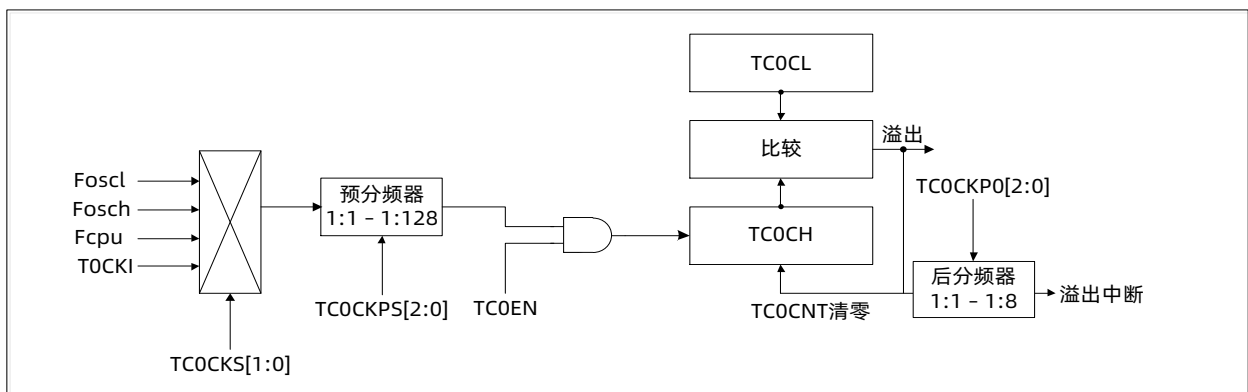 TC0CL
比较
溢出
Foscl
Fosch
Fcpu
T0CKI
预分频器
1:1 - 1:128
TC0CKP0[2:0]
TC0CH
后分频器
1:1 - 1:8
溢出中断
TC0CKPS[2:0]
TC0EN
TC0CNT清零
TC0CKS[1:0]